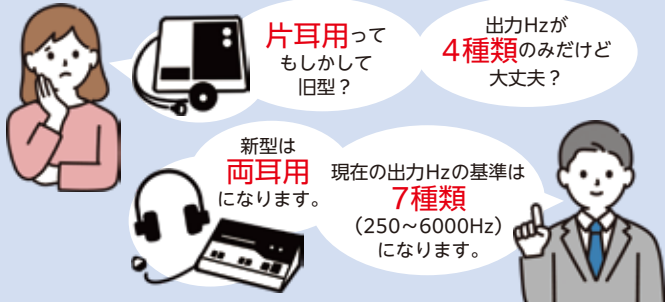 片耳用って
もしかして
旧型？
出力Hzが
4種類のみだけど
大丈夫？
新型は
両耳用
になります。
現在の出力Hzの基準は
7種類
（250～6000Hz）
になります。